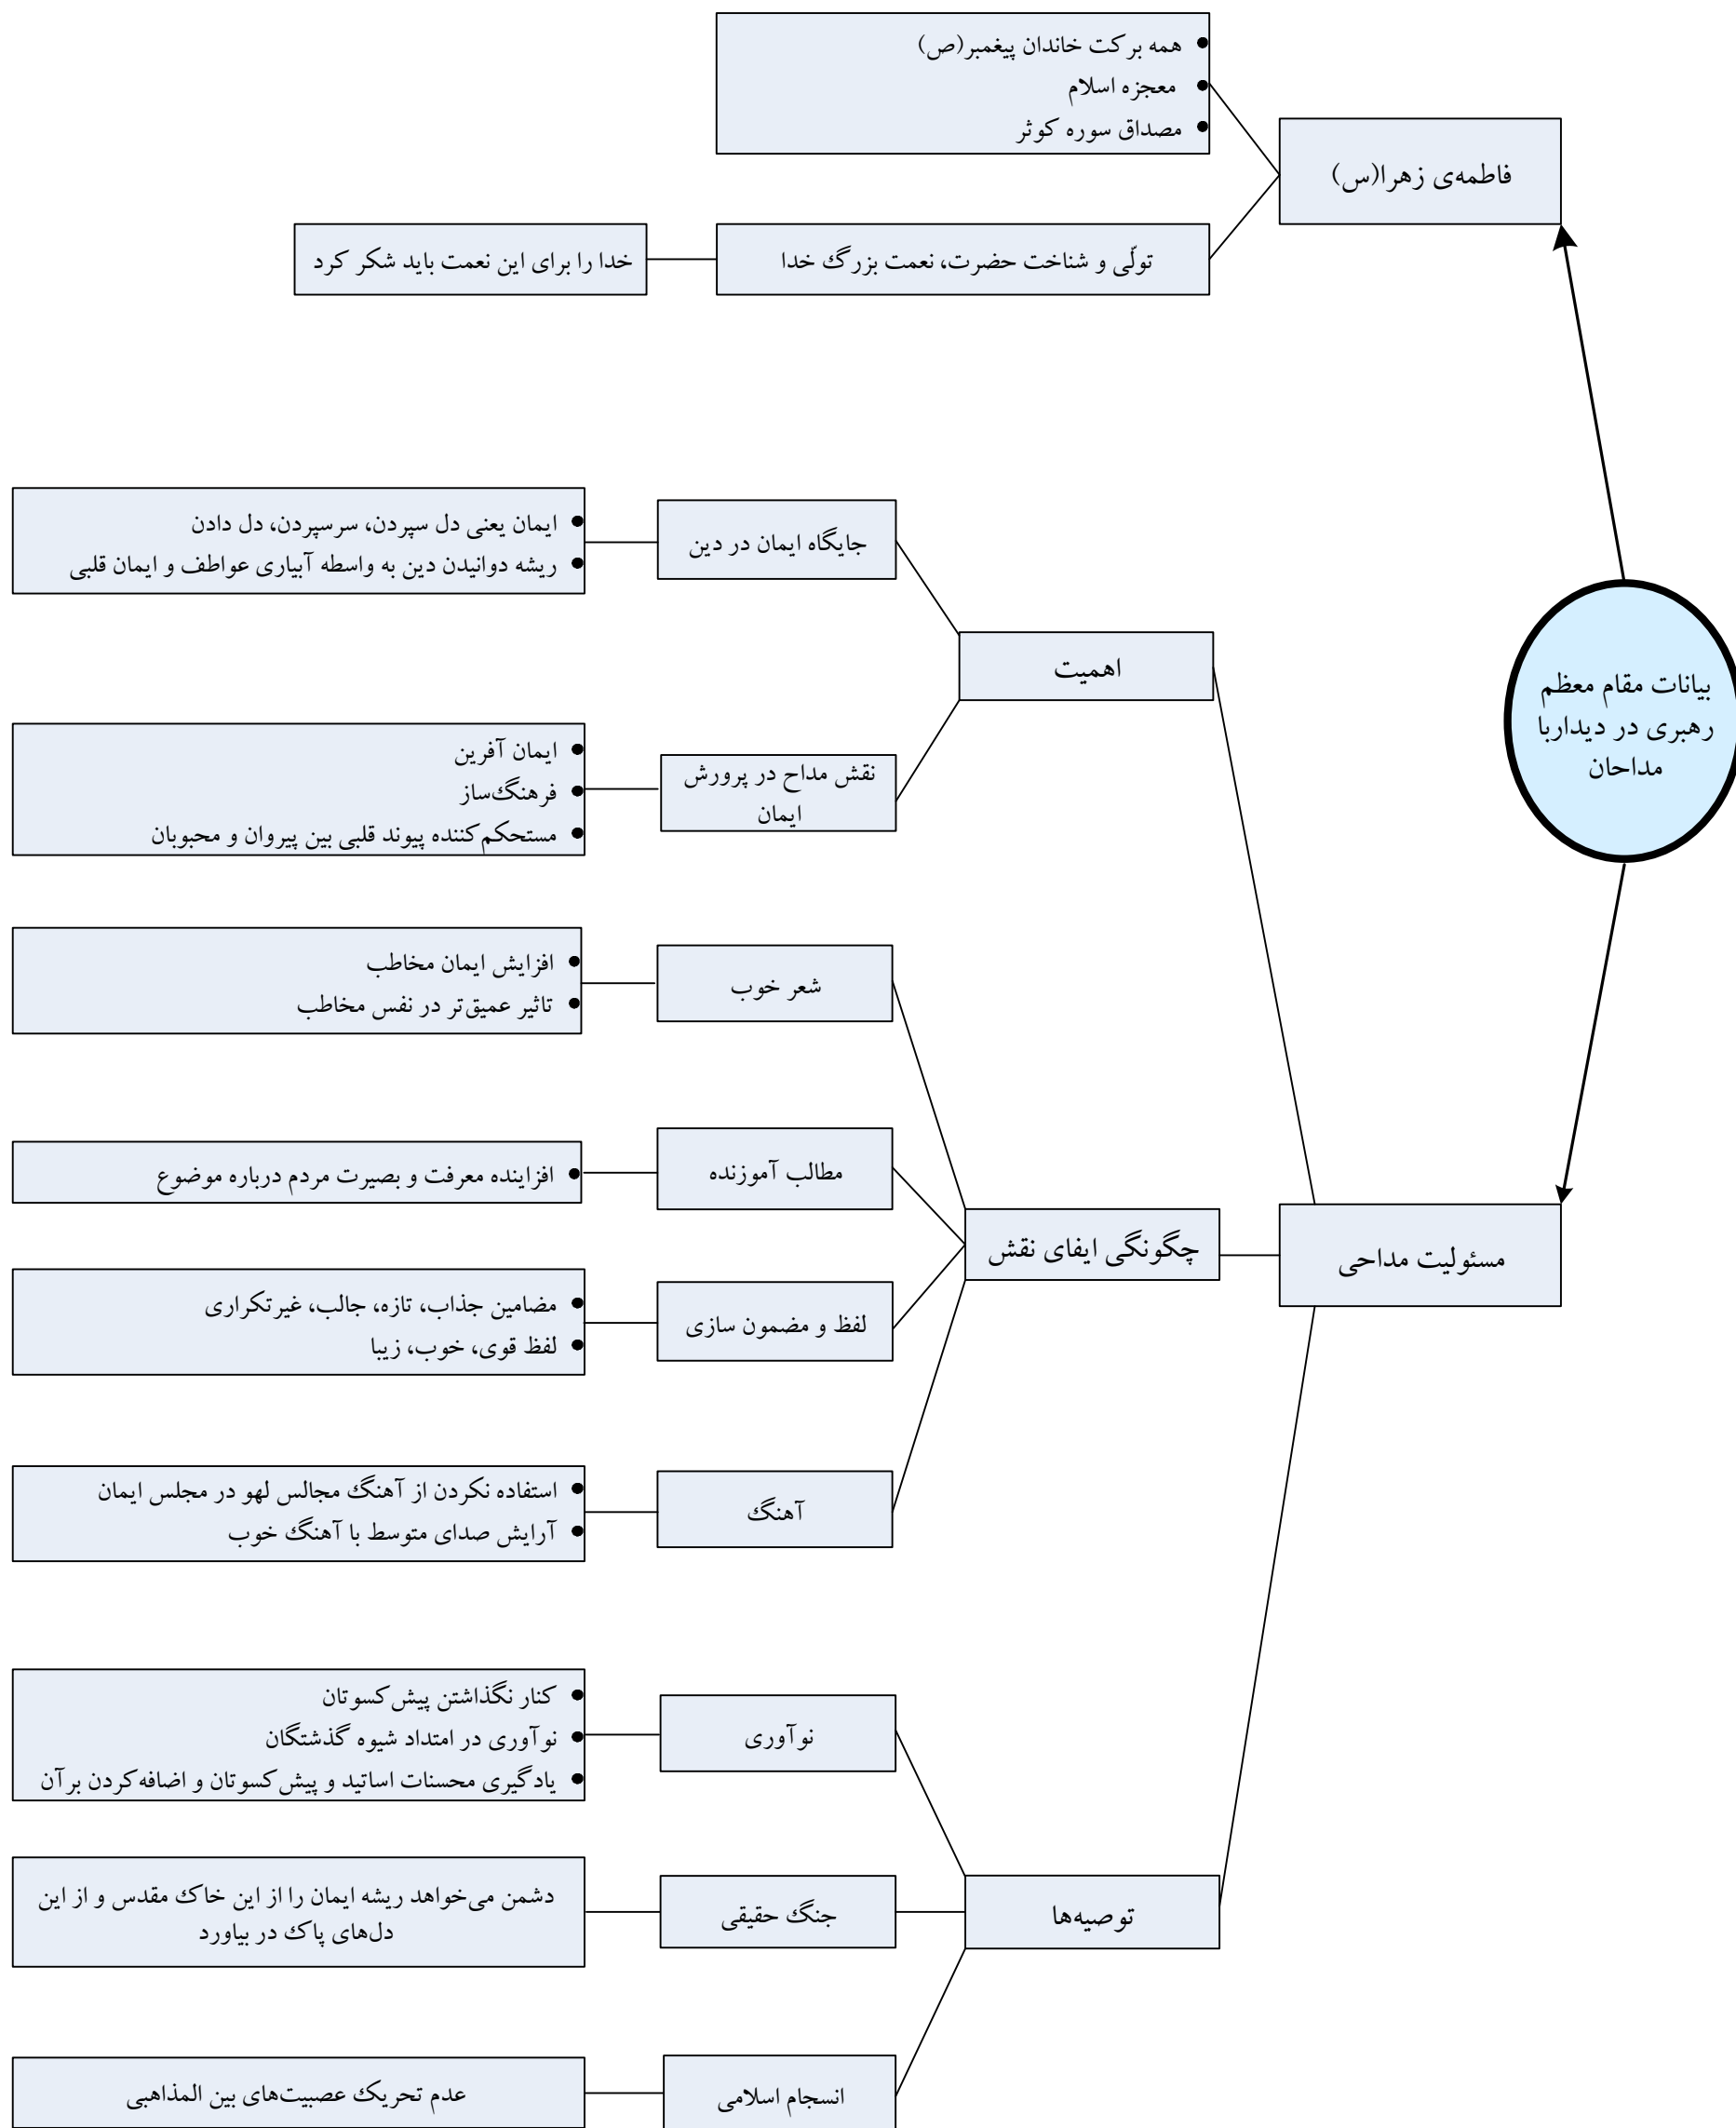 همه برکت خاندان پیغمبر(ص)
معجزه اسلام
مصداق سوره کوثر
فاطمه‌ی زهرا(س)
تولّی و شناخت حضرت، نعمت بزرگ خدا
خدا را برای این نعمت باید شکر کرد
بیانات مقام معظم
رهبری در دیداربا
مداحان
اهمیت
جایگاه ایمان در دین
ایمان یعنی دل سپردن، سرسپردن، دل دادن
ریشه دوانیدن دین به واسطه آبیاری عواطف و ایمان قلبی
نقش مداح در پرورش
ایمان
ایمان آفرین
فرهنگ‌ساز
مستحکم‌کننده پیوند قلبی بین پیروان و محبوبان
مسئولیت مداحی
چگونگی ایفای نقش
شعر خوب
افزایش ایمان مخاطب
تاثیر عمیق‌تر در نفس مخاطب
مطالب آموزنده
افزاینده معرفت و بصیرت مردم درباره موضوع
لفظ و مضمون سازی
مضامین جذاب، تازه، جالب، غیرتکراری
لفظ قوی، خوب، زیبا
آهنگ
استفاده نکردن از آهنگ مجالس لهو در مجلس ایمان
آرایش صدای متوسط با آهنگ خوب
توصیه‌ها
نوآوری
کنار نگذاشتن پیش‌کسوتان
نوآوری در امتداد شیوه گذشتگان
یادگیری محسنات اساتید و پیش‌کسوتان و اضافه‌کردن برآن
جنگ حقیقی
دشمن می‌خواهد ریشه ایمان را از این خاک مقدس و از این
دل‌های پاک در بیاورد
انسجام اسلامی
عدم تحریک عصبیت‌های بین المذاهبی